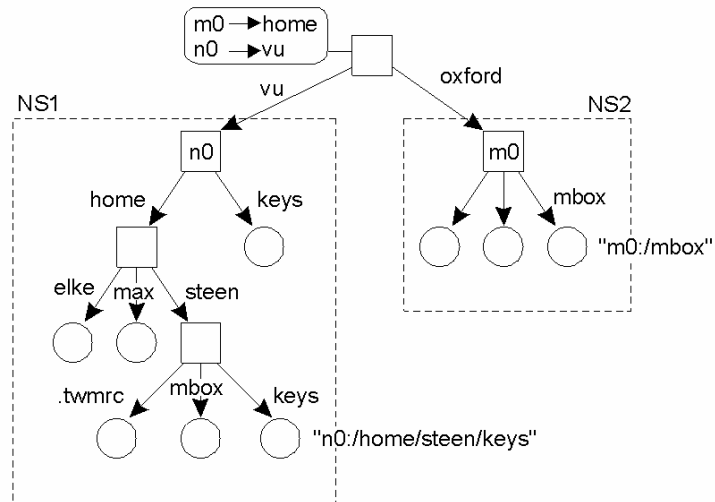 m0 → home
n0 → vu
vu
oxford
NS1
NS2
n0
m0
home
keys
mbox
"m0:/mbox"
elke
max
steen
.twmrc
mbox
keys
"n0:/home/steen/keys"